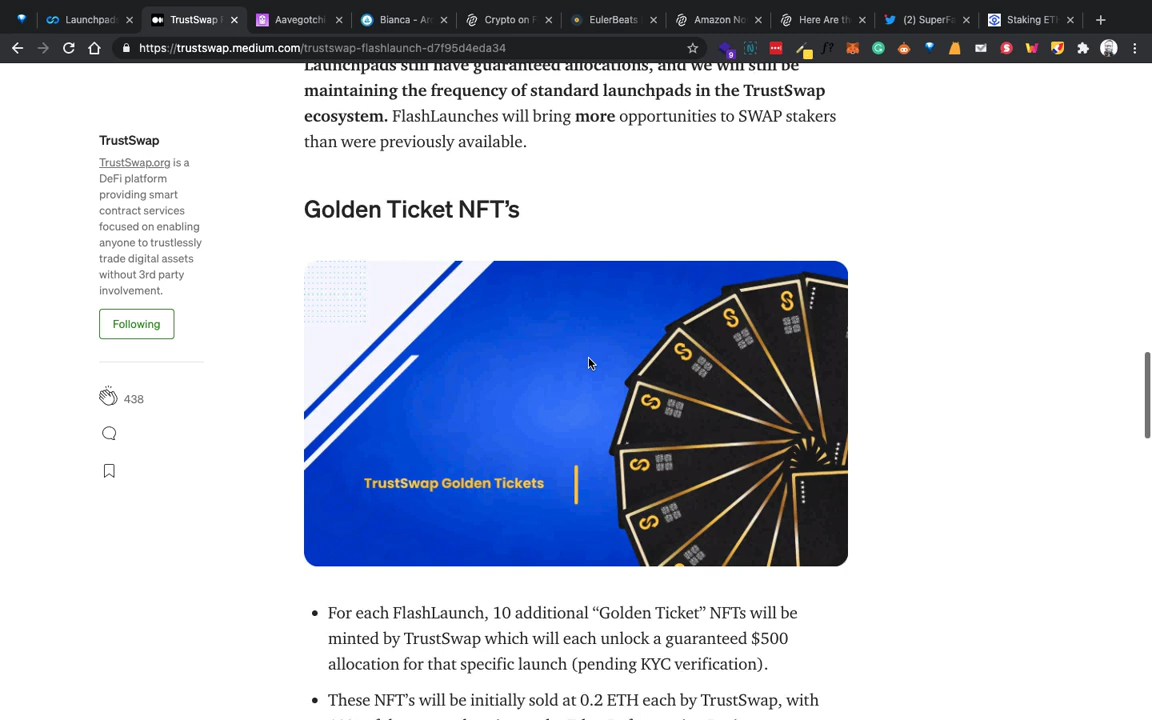 Launchpads
TrustSwap F
Aavegotchi
Bianca - Arc
Crypto on F
EulerBeats
Amazon No
Here Are th
(2) SuperFa
Staking ETH
https://trustswap.medium.com/trustswap-flashlaunch-d7f95d4eda34
9
Launchpads still have guaranteed allocations, and we will still be
maintaining the frequency of standard launchpads in the TrustSwap
ecosystem. FlashLaunches will bring more opportunities to SWAP stakers
than were previously available.
TrustSwap
TrustSwap.org is a
DeFi platform
providing smart
contract services
focused on enabling
anyone to trustlessly
trade digital assets
without 3rd party
involvement.
Following
438
Golden Ticket NFT’s
TrustSwap Golden Tickets
For each FlashLaunch, 10 additional “Golden Ticket” NFTs will be
minted by TrustSwap which will each unlock a guaranteed $500
allocation for that specific launch (pending KYC verification).
These NFT’s will be initially sold at 0.2 ETH each by TrustSwap, with